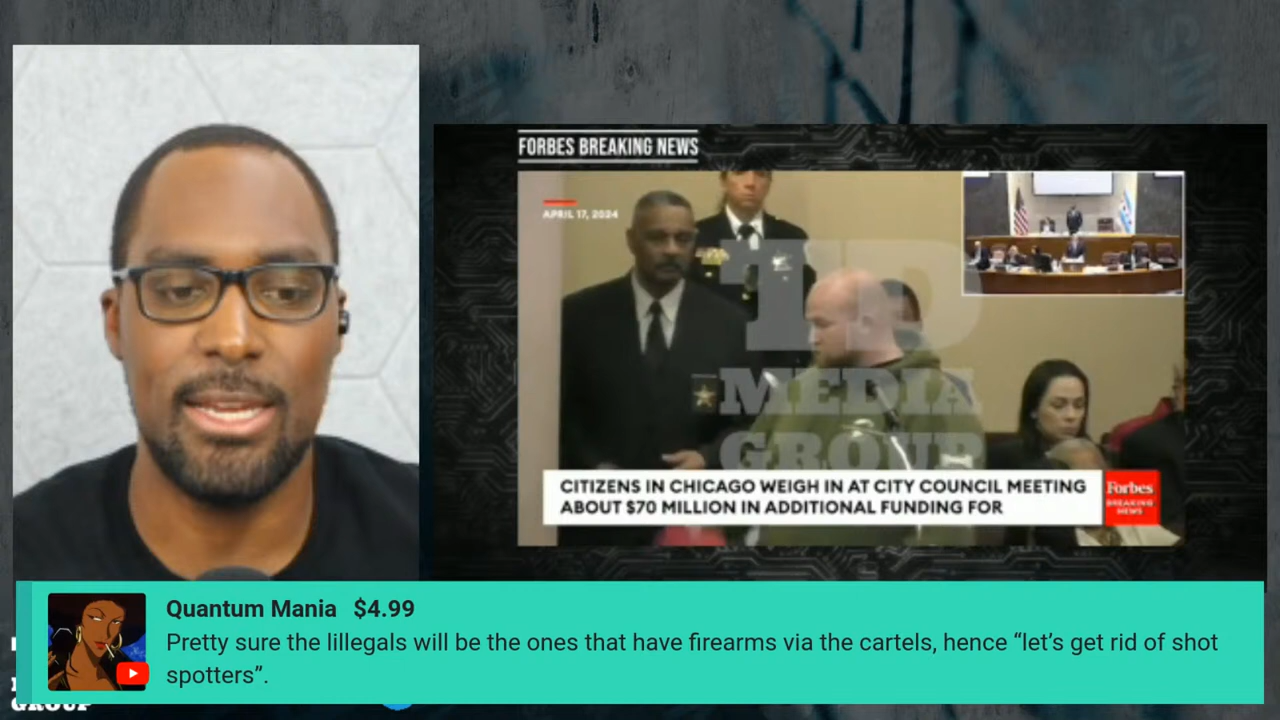 FORBES BREAKING NEWS
APRIL 17, 2024
TP
MEDIA
GROUP
CITIZENS IN CHICAGO WEIGH IN AT CITY COUNCIL MEETING
ABOUT $70 MILLION IN ADDITIONAL FUNDING FOR
Forbes
BREAKING
NEWS
Quantum Mania $4.99
Pretty sure the lillegals will be the ones that have firearms via the cartels, hence “let’s get rid of shot
spotters”.
GROUP